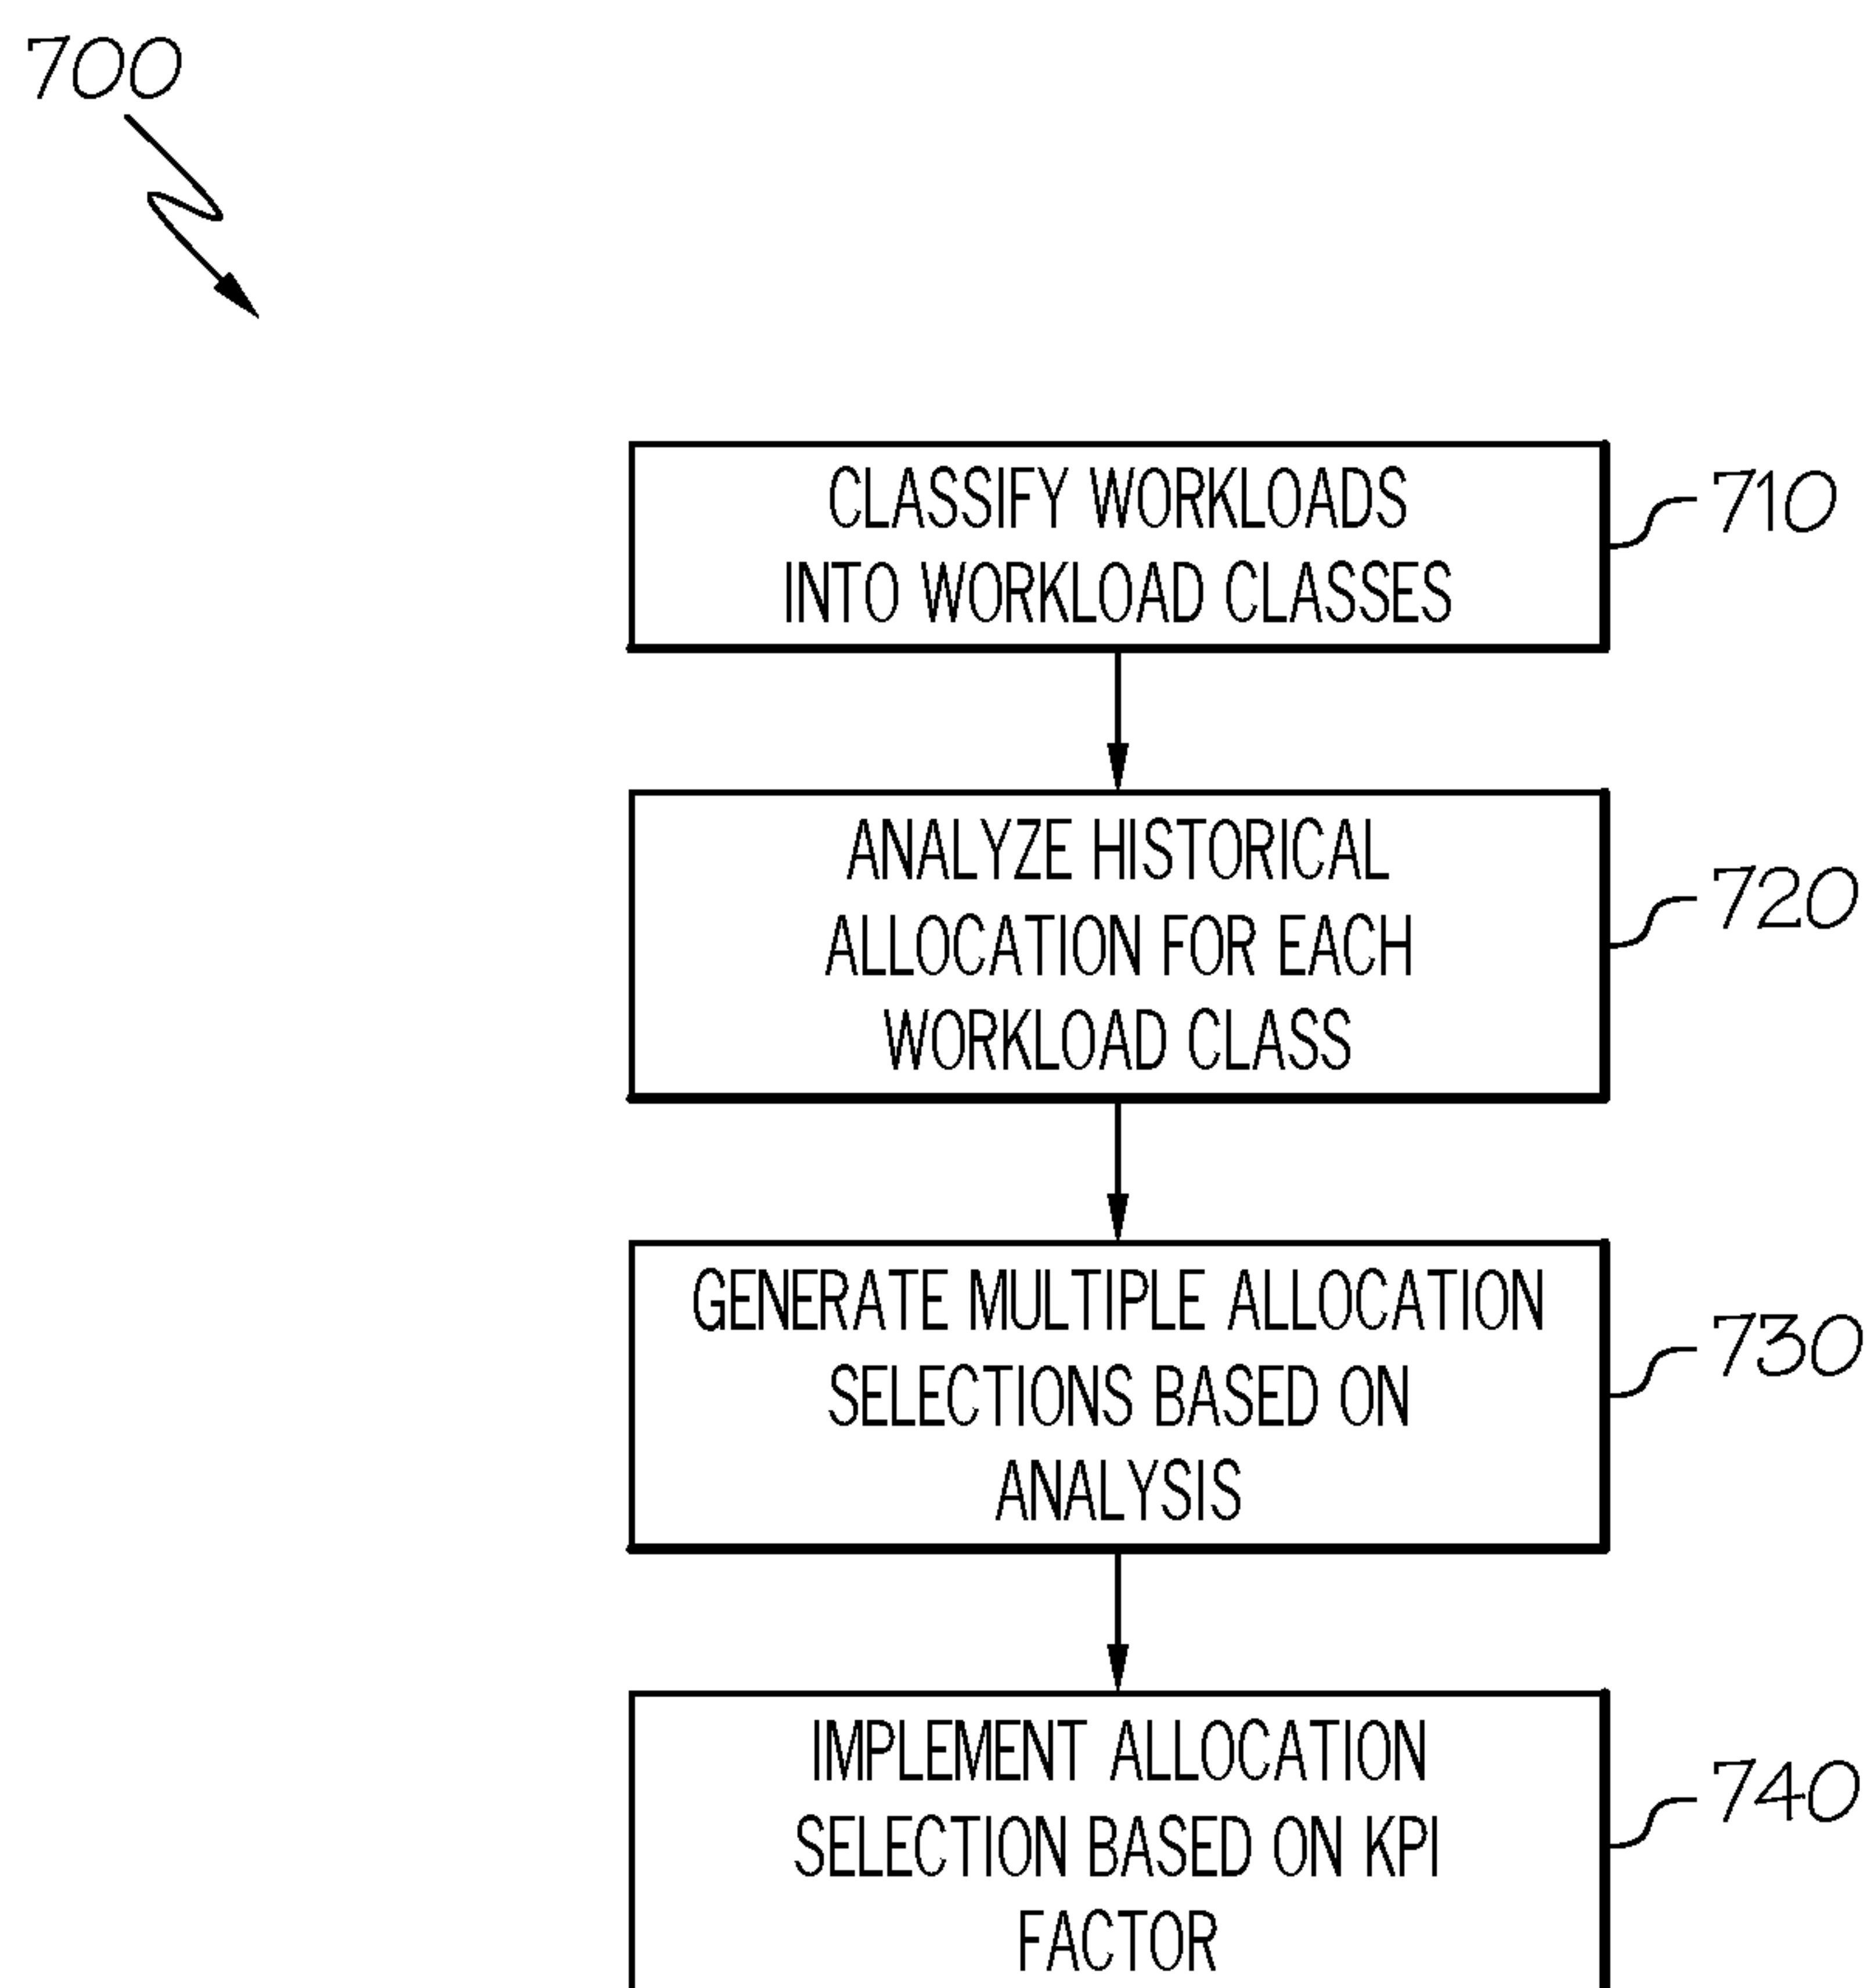 700
CLASSIFY WORKLOADS
INTO WORKLOAD CLASSES
710
ANALYZE HISTORICAL
ALLOCATION FOR EACH
WORKLOAD CLASS
720
GENERATE MULTIPLE ALLOCATION
SELECTIONS BASED ON
ANALYSIS
730
IMPLEMENT ALLOCATION
SELECTION BASED ON KPI
FACTOR
740